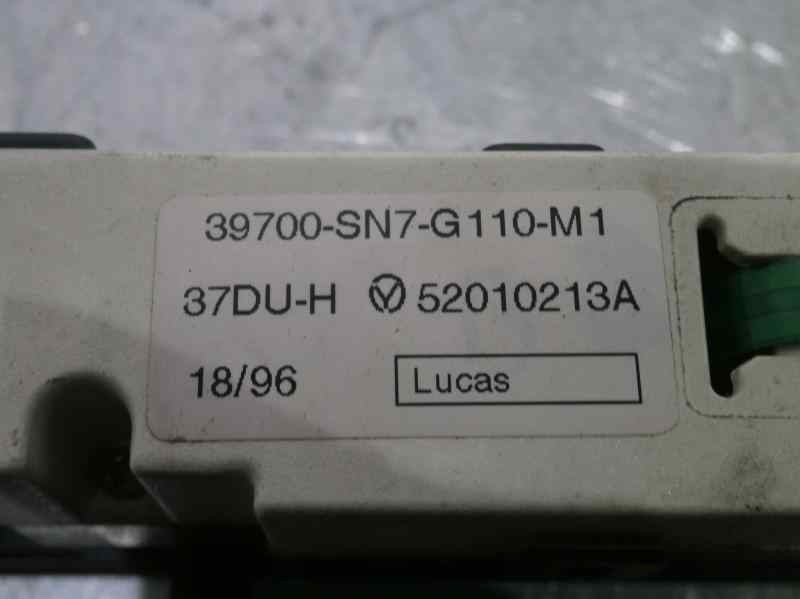 39700-SN7-G110-M1
37DU-H V 52010213A
18/96 Lucas